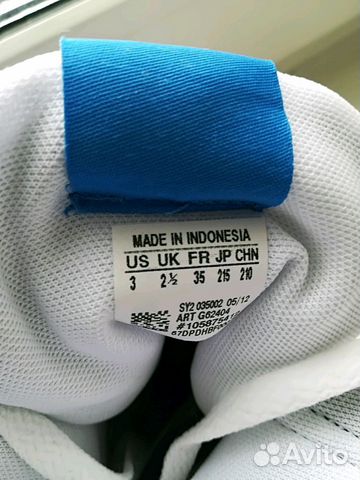 MADE IN INDONESIA
US UK FR JP CHN
3 2½ 35 215 210
SY2 035002 05/12
ART G62404
Avito